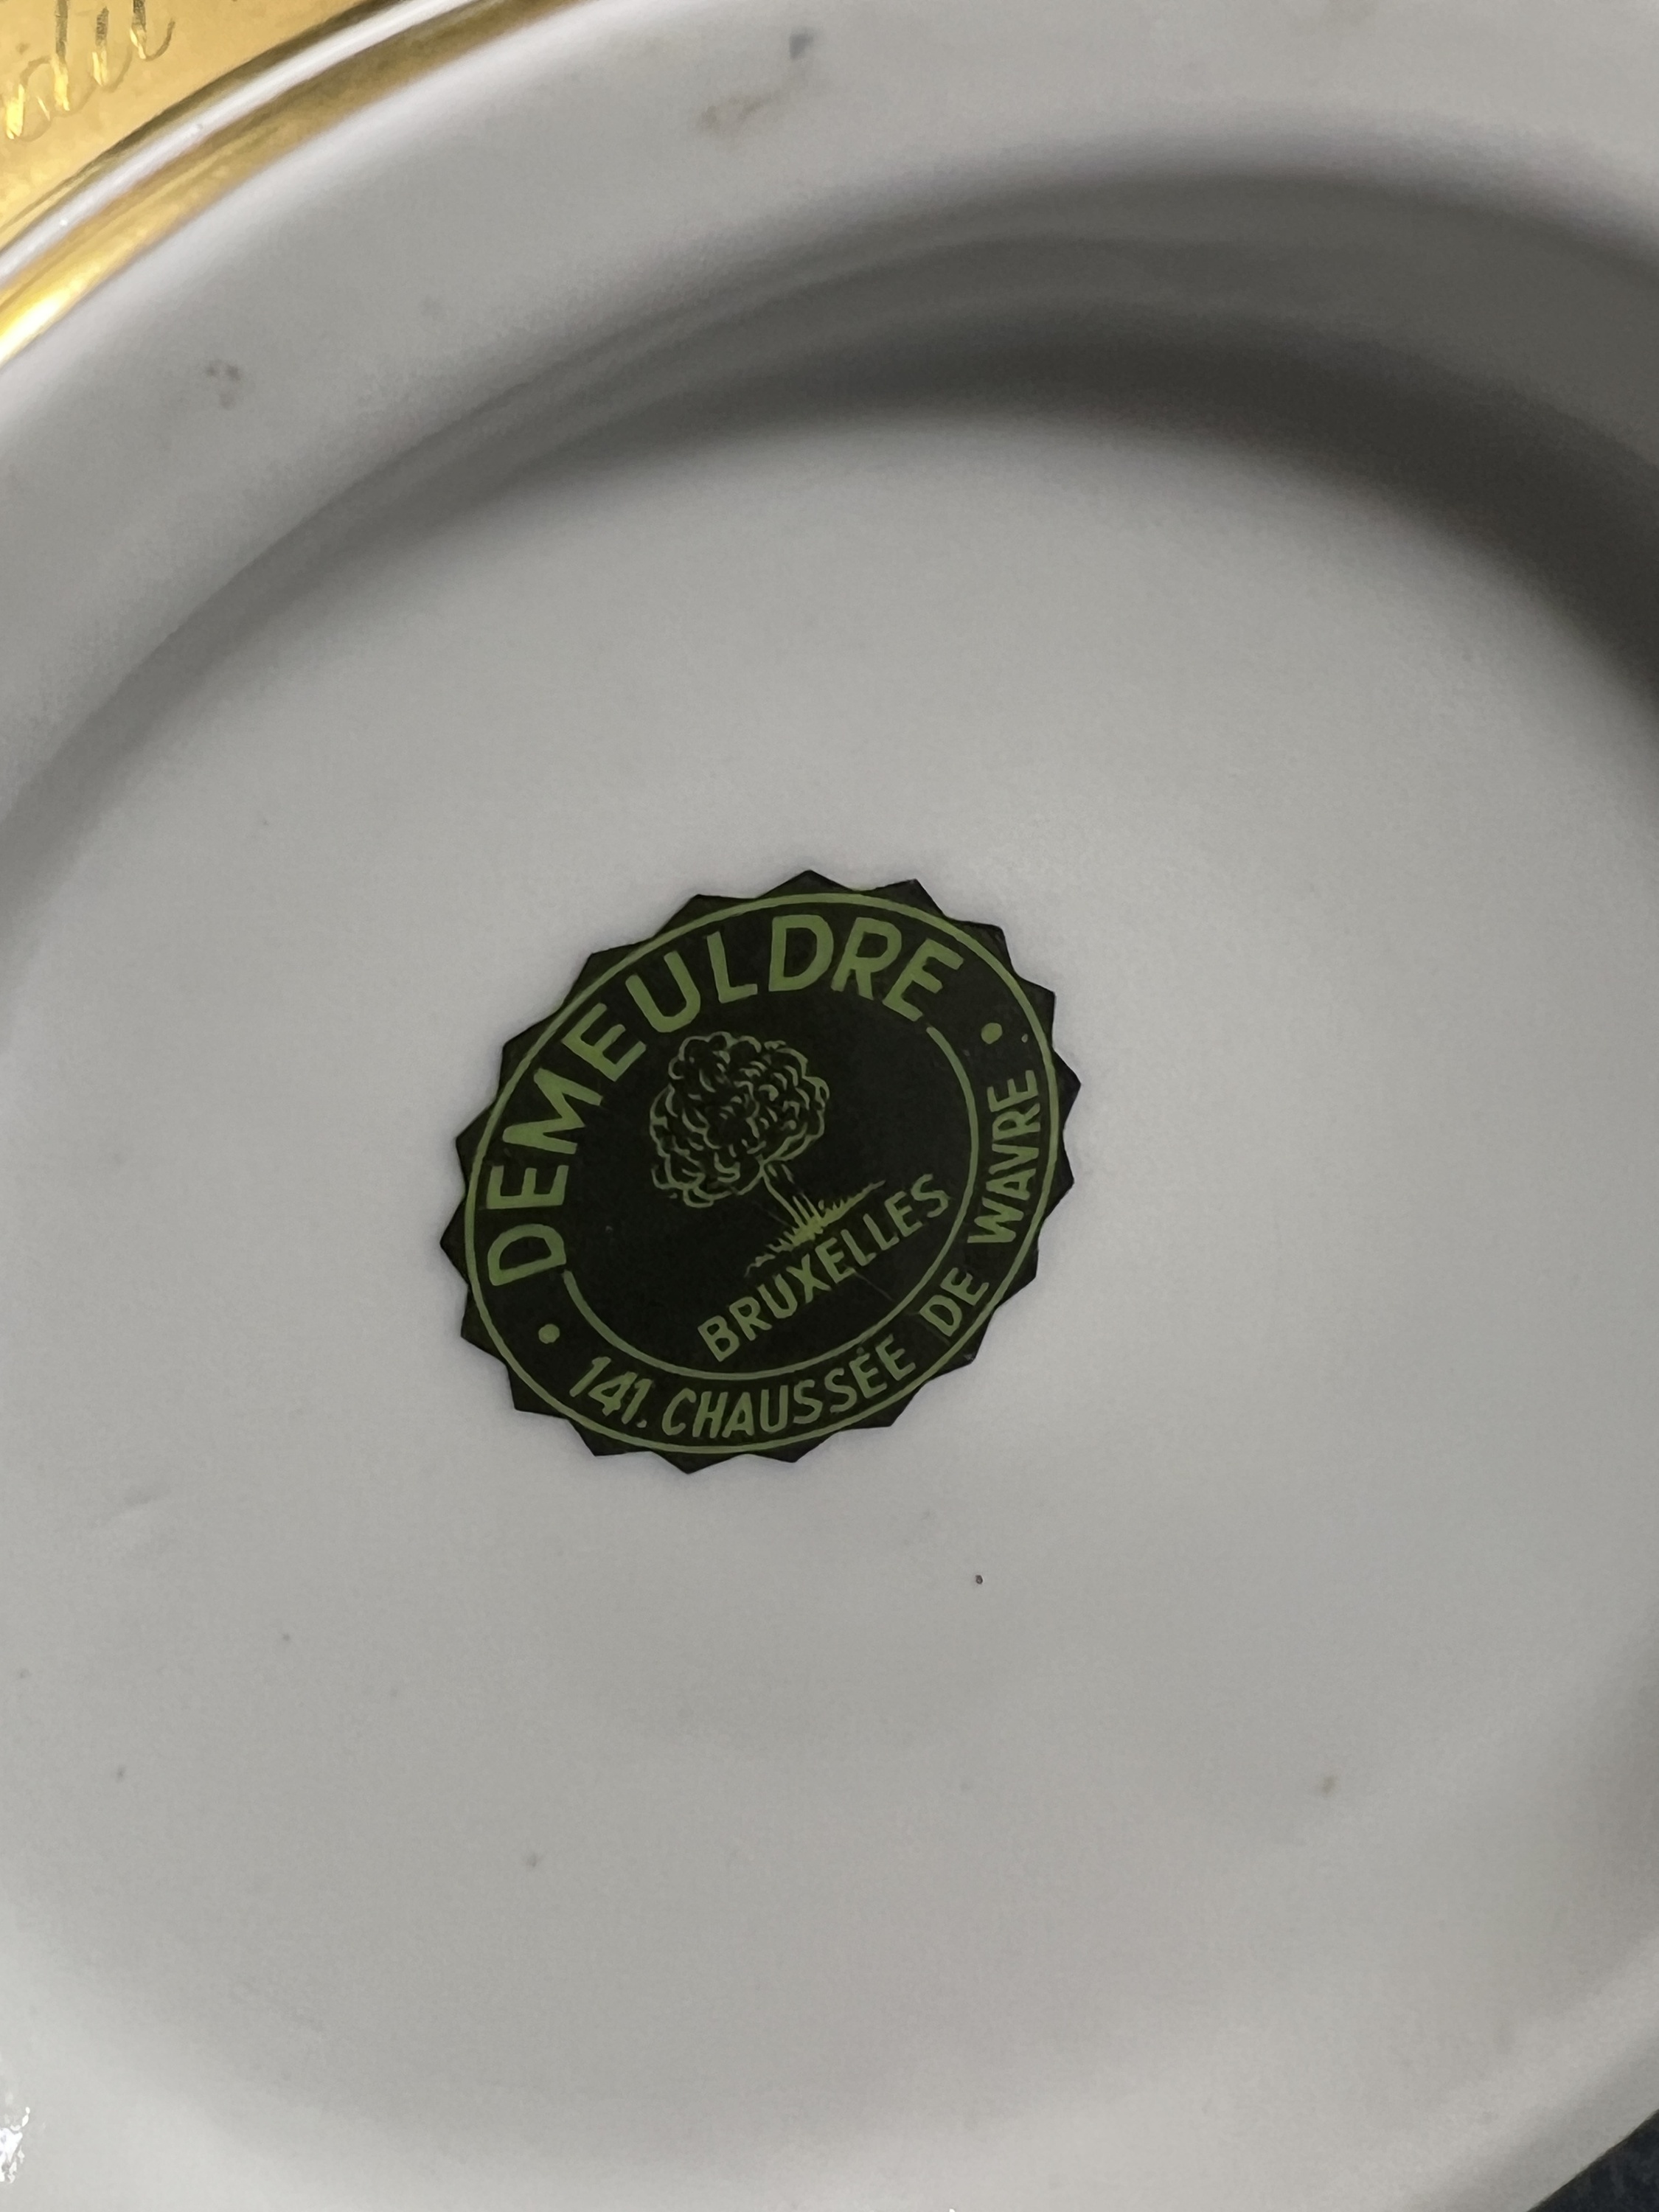 DEMEULDRE
BRUXELLES
141. CHAUSSÉE DE WAVRE